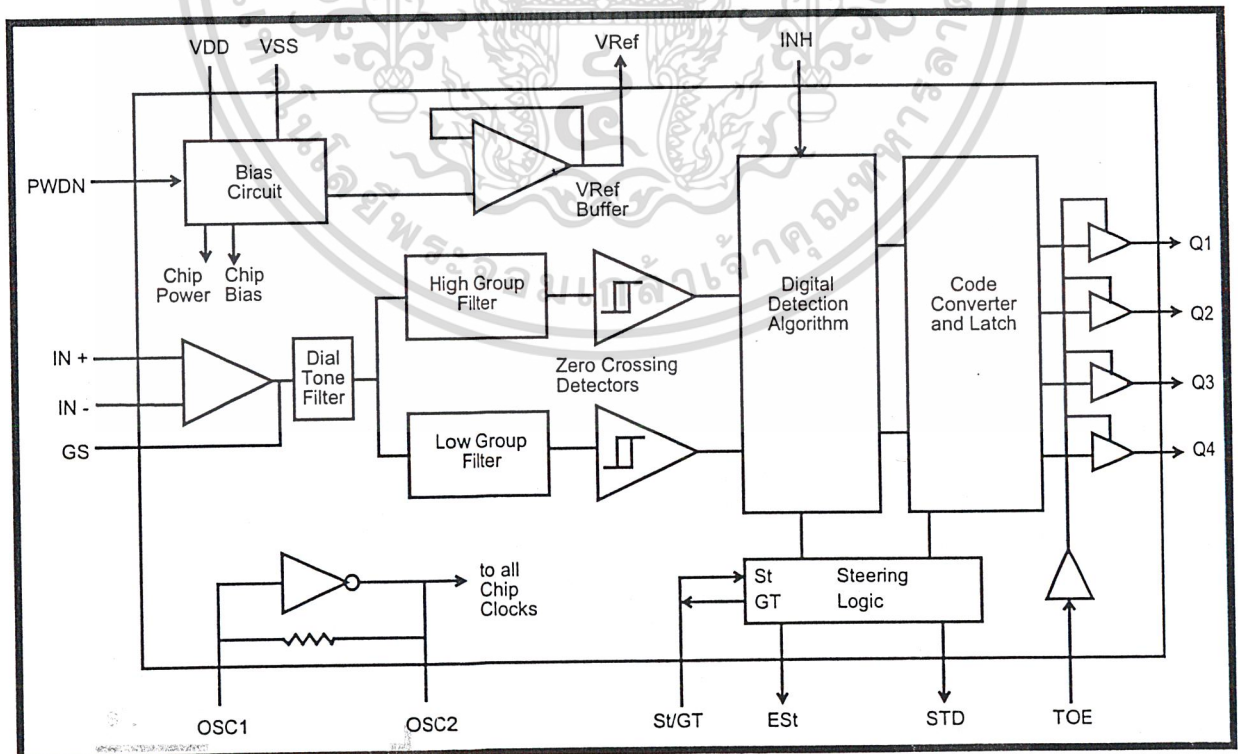 VDD VSS VRef INH
PWDN
Bias
Circuit
VRef
Buffer
Chip
Power
Chip
Bias
High Group
Filter
Digital
Detection
Algorithm
Code
Converter
and Latch
Q1
Q2
Q3
Q4
IN +
IN -
GS
Dial
Tone
Filter
Zero Crossing
Detectors
Low Group
Filter
to all
Chip
Clocks
St Steering
GT Logic
OSC1 OSC2 St/GT ESt STD TOE